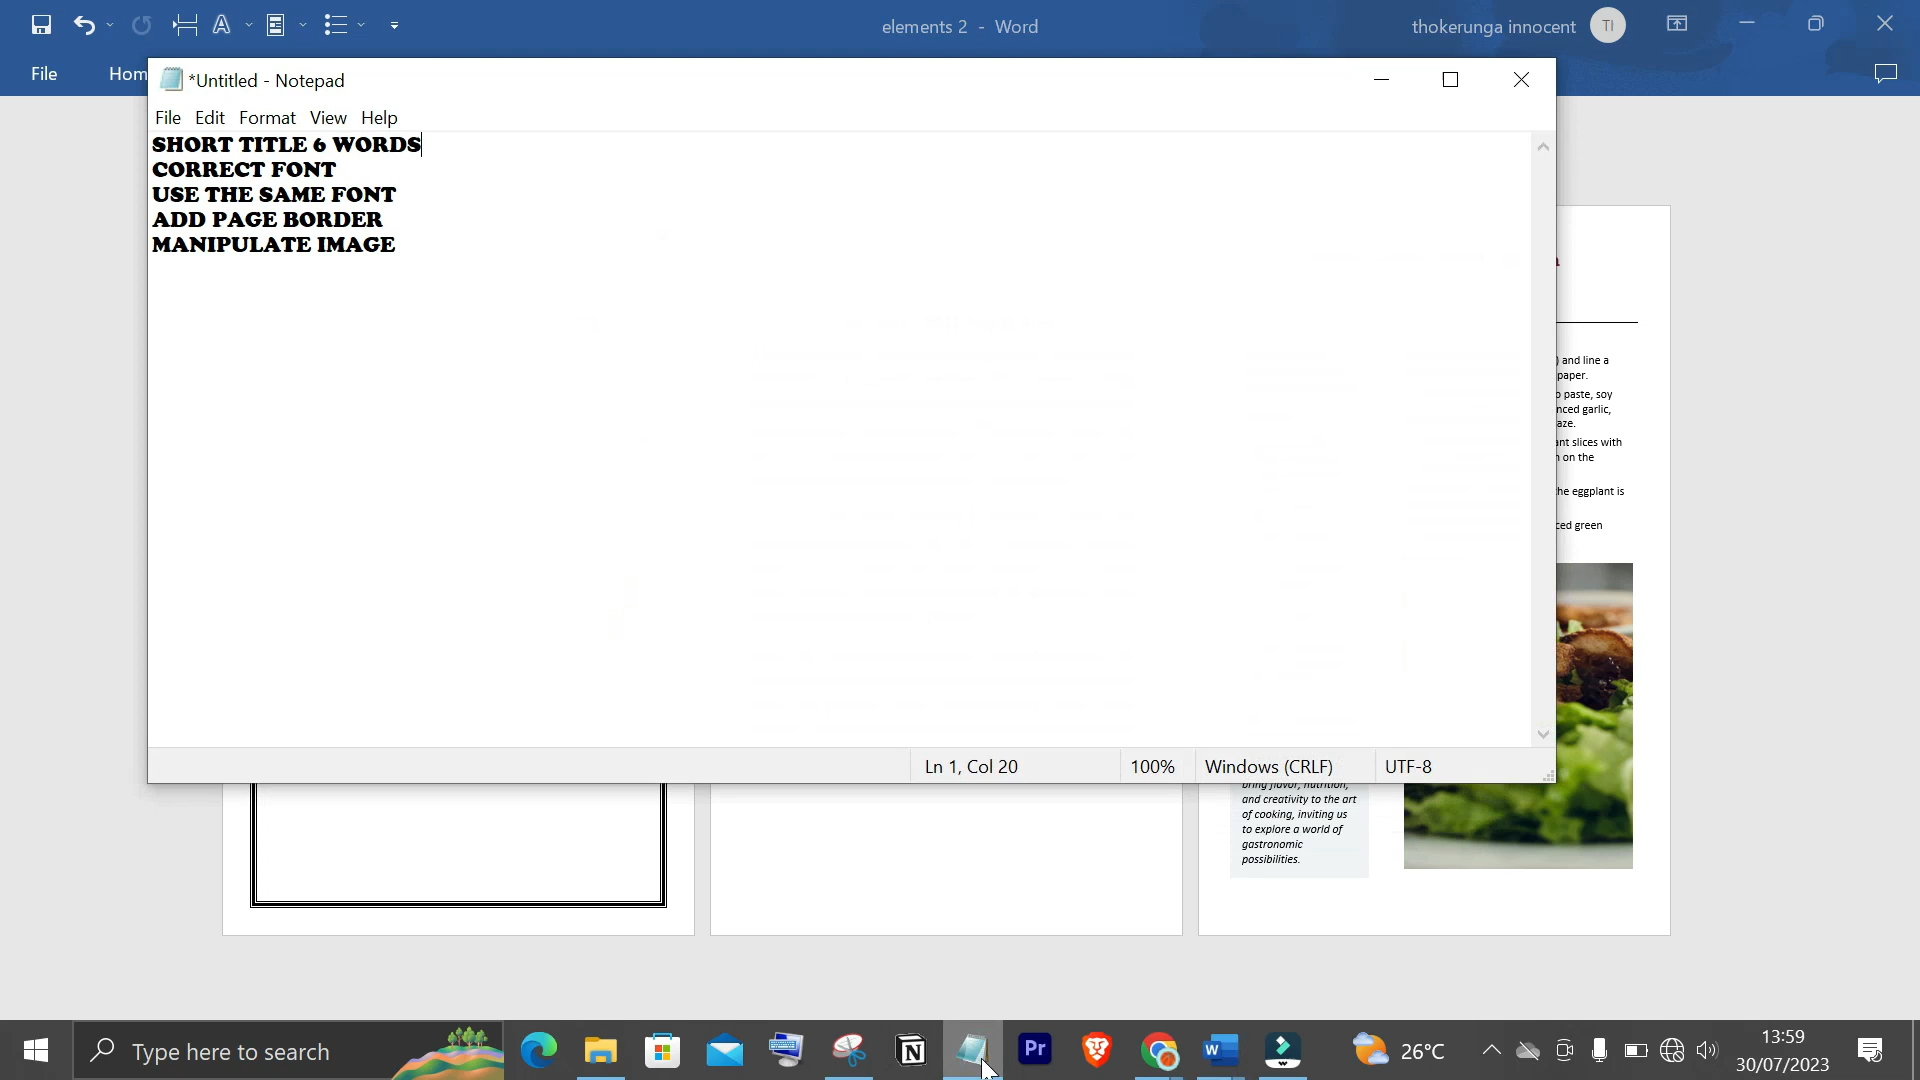 elements 2 - Word
thokerunga innocent
TI
File
Hom
*Untitled - Notepad
File Edit Format View Help
SHORT TITLE 6 WORDS
CORRECT FONT
USE THE SAME FONT
ADD PAGE BORDER
MANIPULATE IMAGE
) and line a
paper.
paste, soy
nced garlic,
aze.
ant slices with
on the
he eggplant is
ced green
Ln 1, Col 20
100%
Windows (CRLF)
UTF-8
bring flavor, nutrition,
and creativity to the art
of cooking, inviting us
to explore a world of
gastronomic
possibilities.
Type here to search
N
Pr
W
26°C
13:59
30/07/2023